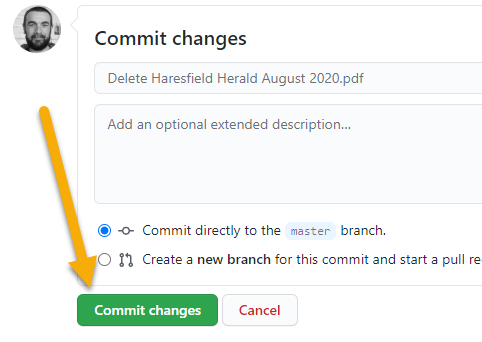 Commit changes
Delete Haresfield Herald August 2020.pdf
Add an optional extended description...
Commit directly to the master branch.
Create a new branch for this commit and start a pull
Commit changes Cancel